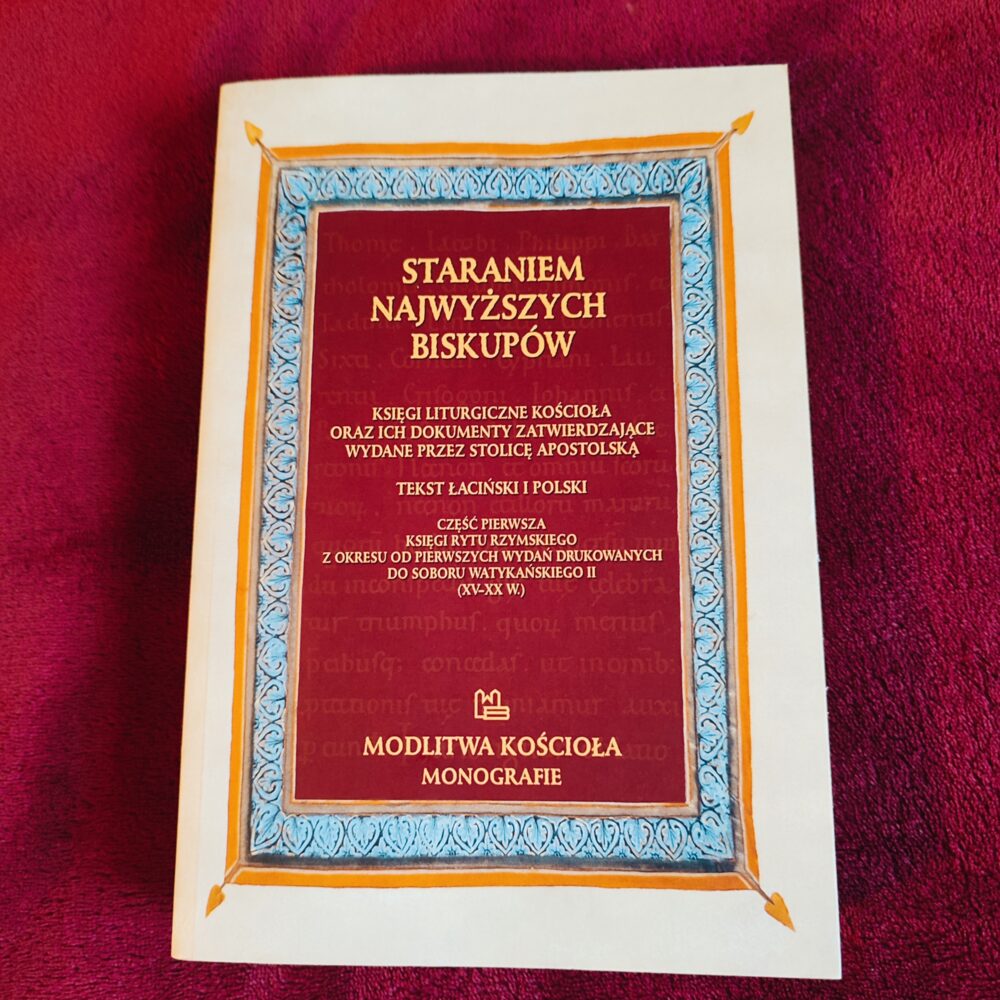 STARANIEM
NAJWYŻSZYCH
BISKUPÓW
KSIĘGI LITURGICZNE KOŚCIOŁA
ORAZ ICH DOKUMENTY ZATWIERDZAJĄCE
WYDANE PRZEZ STOLICĘ APOSTOLSKĄ
TEKST ŁACIŃSKI I POLSKI
CZĘŚĆ PIERWSZA
KSIĘGI RYTU RZYMSKIEGO
Z OKRESU OD PIERWSZYCH WYDAŃ DRUKOWANYCH
DO SOBORU WATYKAŃSKIEGO II
(XV-XX W.)
MODLITWA KOŚCIOŁA
MONOGRAFIE